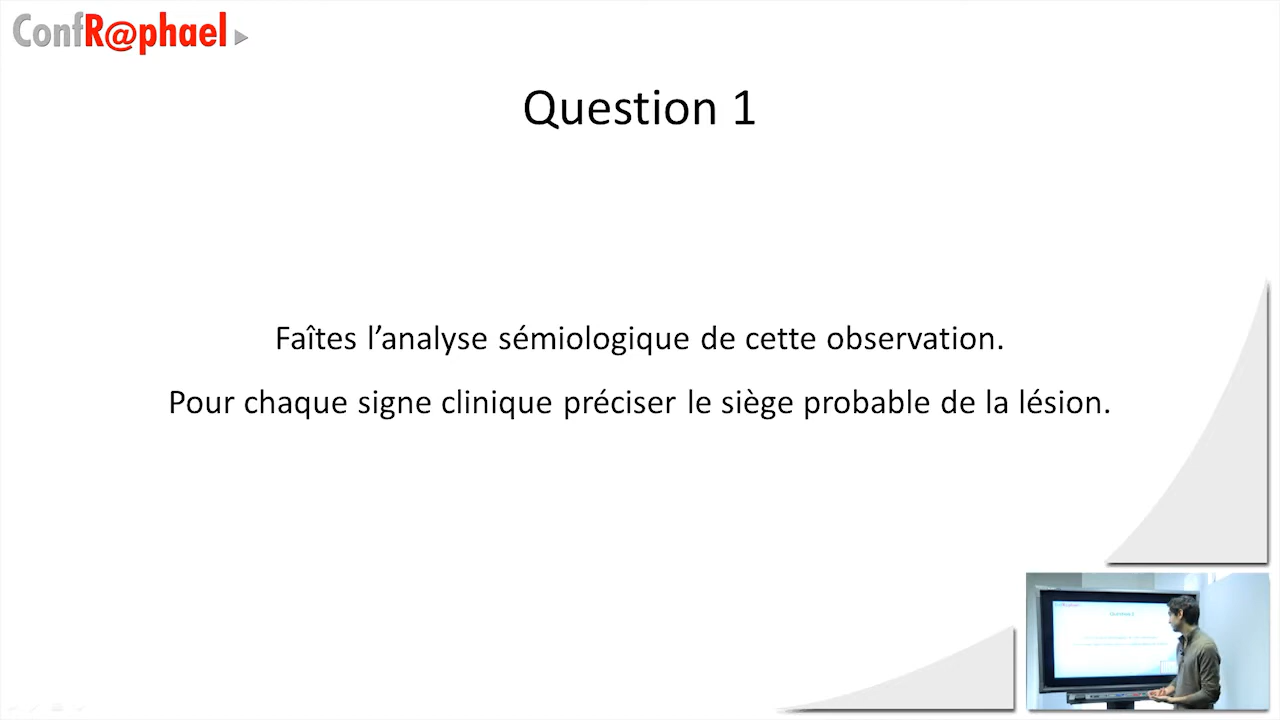 ConfR@phael
Question 1
Faîtes l’analyse sémiologique de cette observation.
Pour chaque signe clinique préciser le siège probable de la lésion.